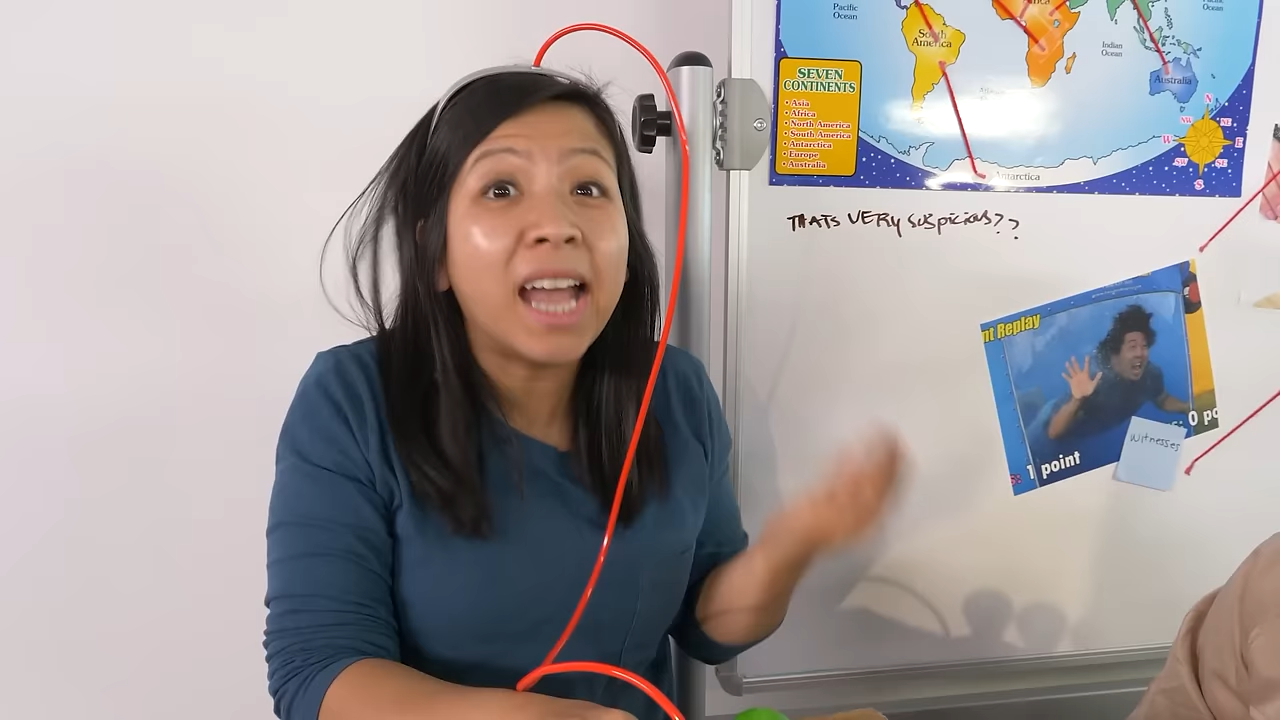 Pacific
Ocean
Pacific
Ocean
Africa
South
America
Indian
Ocean
Australia
SEVEN
CONTINENTS
• Asia
• Africa
• North America
• South America
• Antarctica
• Europe
• Australia
N
NW
NE
W
E
SW
SE
S
Antarctica
THATS VERY SUSPICIOUS??
nt Replay
0 po
Witnesses
1 point